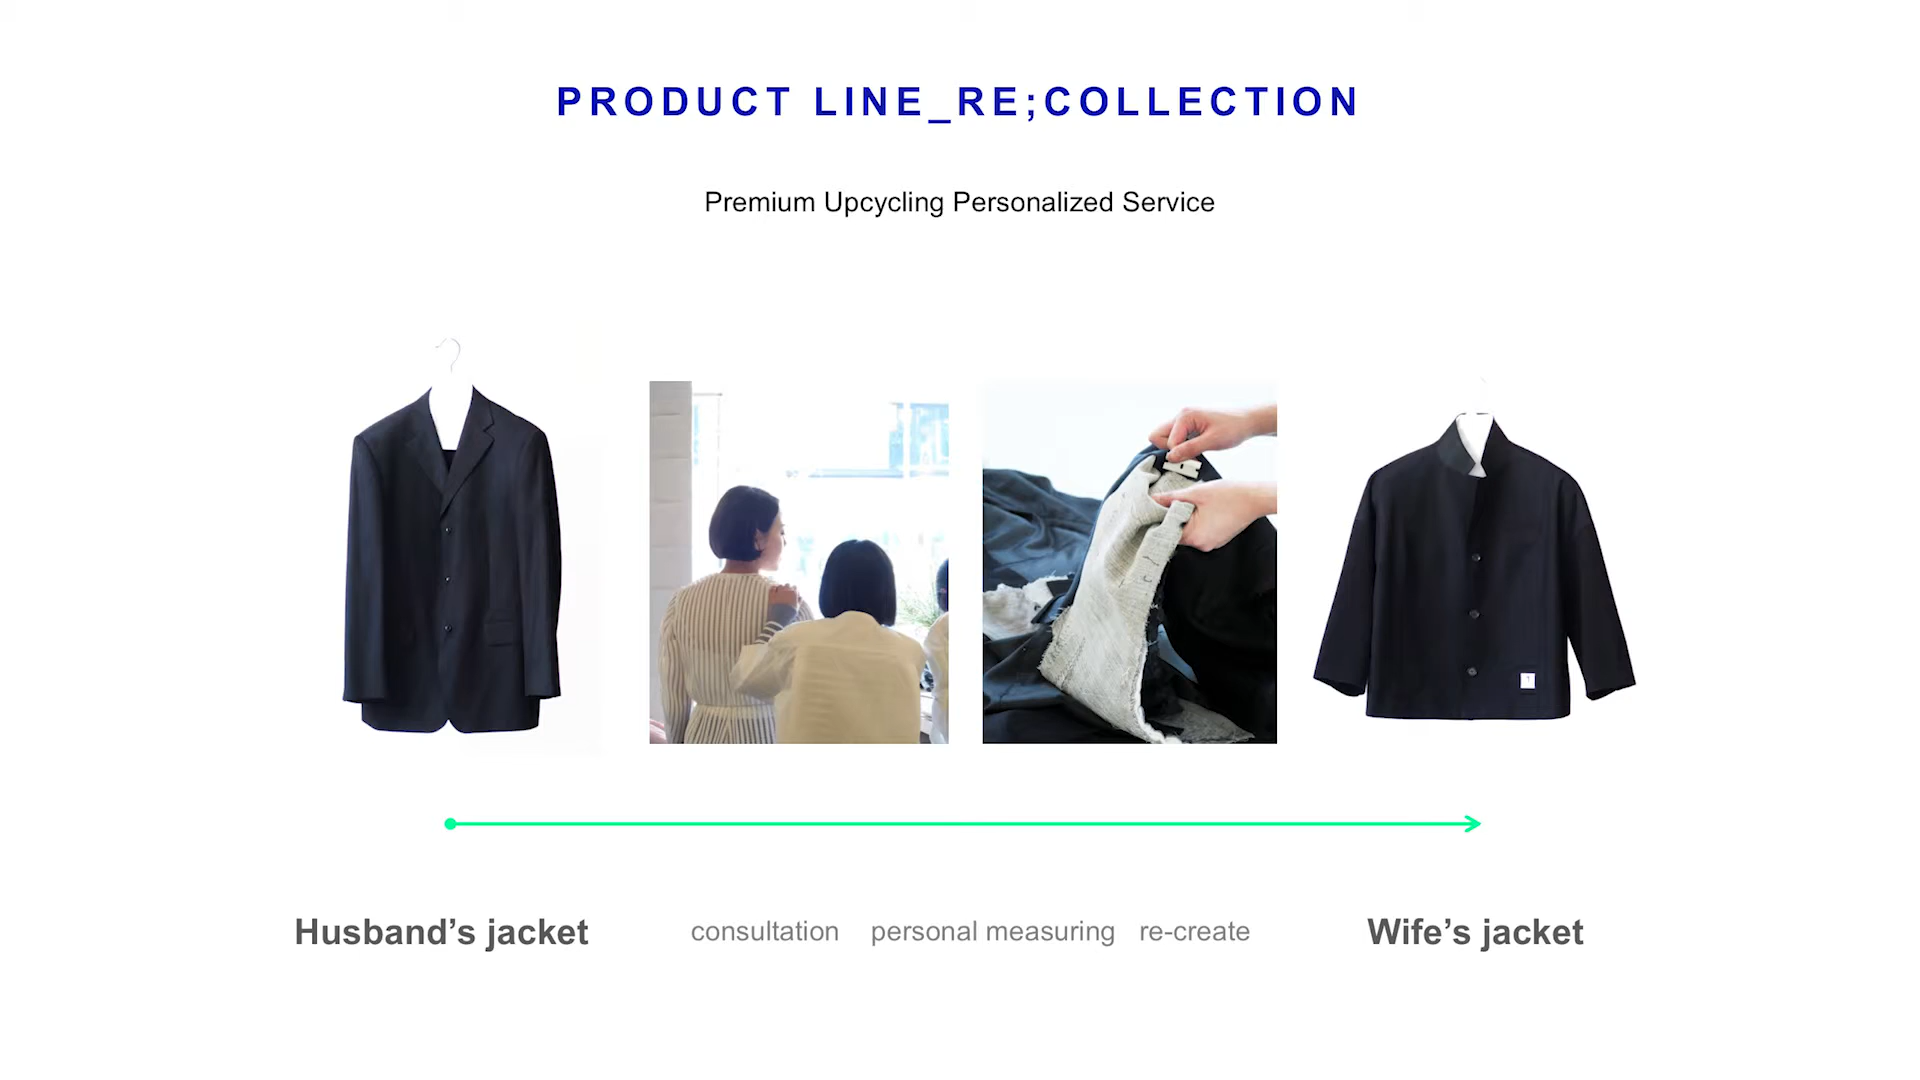 PRODUCT LINE_RE;COLLECTION
Premium Upcycling Personalized Service
Husband’s jacket
consultation personal measuring re-create
Wife’s jacket